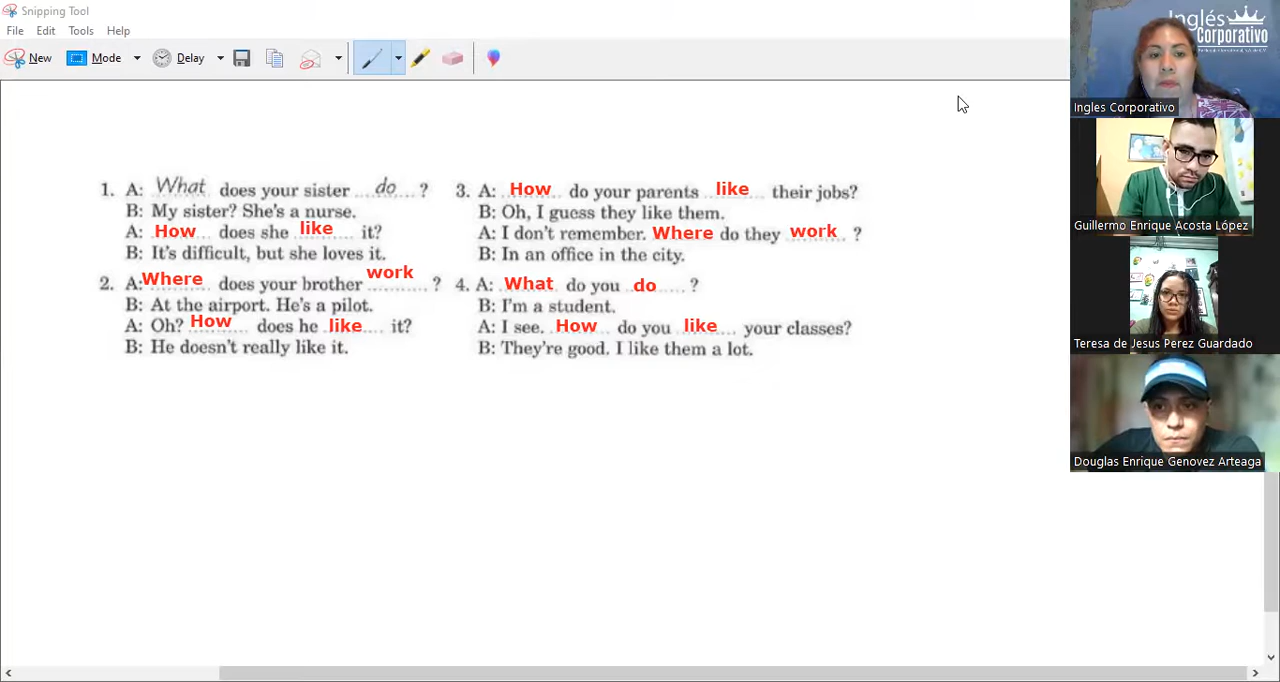 Snipping Tool
File Edit Tools Help
New Mode Delay
1. A: What does your sister do ?
B: My sister? She's a nurse.
A: How does she like it?
B: It's difficult, but she loves it.
2. A: Where does your brother work ?
B: At the airport. He's a pilot.
A: Oh? How does he like it?
B: He doesn't really like it.
3. A: How do your parents like their jobs?
B: Oh, I guess they like them.
A: I don't remember. Where do they work ?
B: In an office in the city.
4. A: What do you do ?
B: I'm a student.
A: I see. How do you like your classes?
B: They're good. I like them a lot.
Inglés
Corporativo
Ingles Corporativo
Guillermo Enrique Acosta López
Teresa de Jesus Perez Guardado
Douglas Enrique Genovez Arteaga